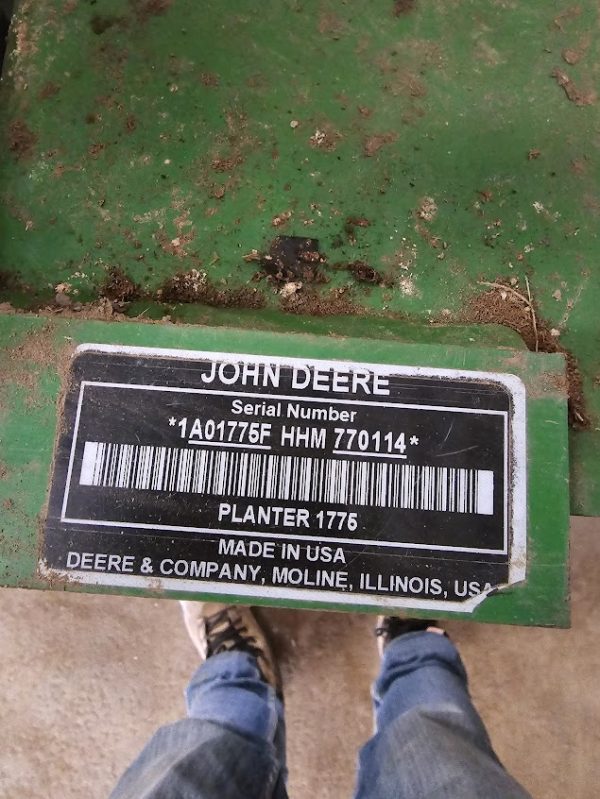 JOHN DEERE
Serial Number
*1A01775F HHM 770114*
PLANTER 1775
MADE IN USA
DEERE & COMPANY, MOLINE, ILLINOIS, USA